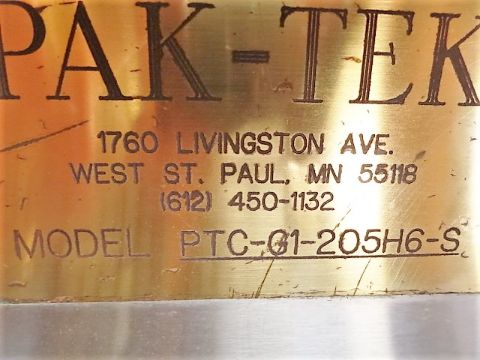 PAK-TEK
1760 LIVINGSTON AVE.
WEST ST. PAUL, MN 55118
(612) 450-1132
MODEL PTC-G1-205H6-S